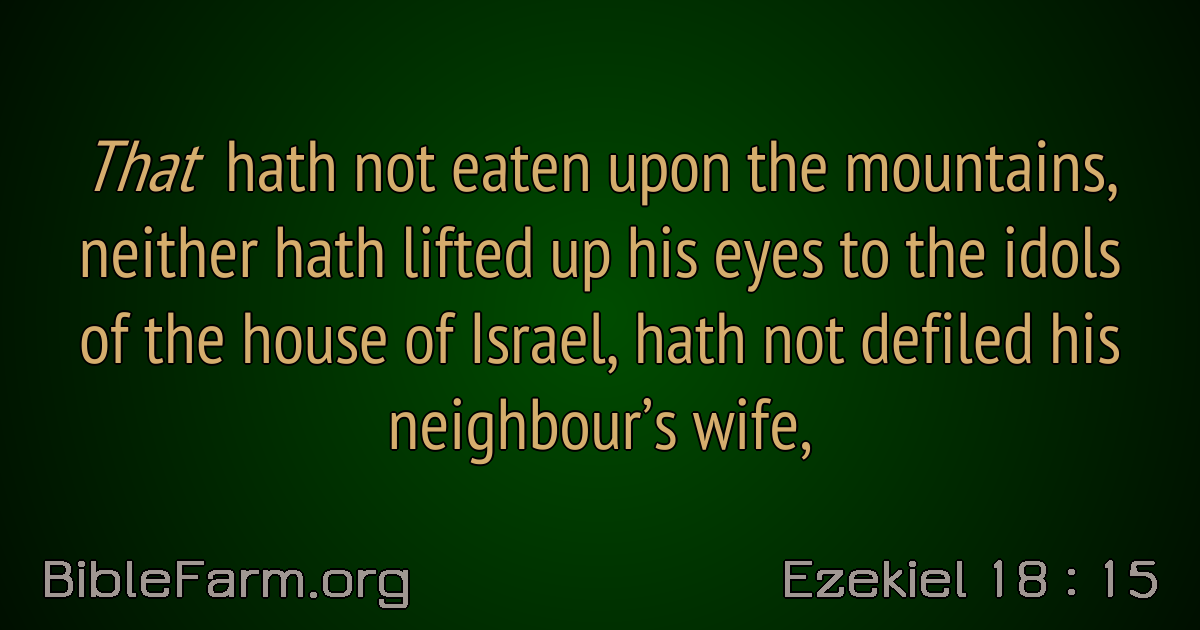 That hath not eaten upon the mountains,
neither hath lifted up his eyes to the idols
of the house of Israel, hath not defiled his
neighbour’s wife,
BibleFarm.org
Ezekiel 18 : 15